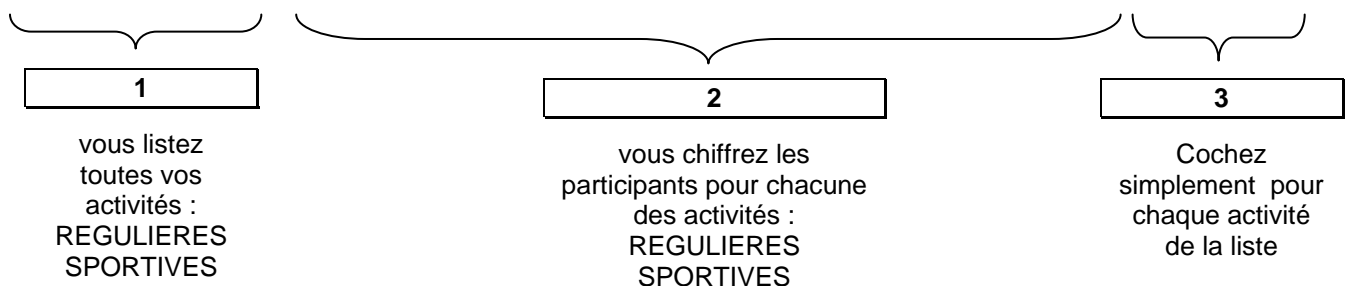 1
vous listez
toutes vos
activités :
REGULIERES
SPORTIVES
2
vous chiffrez les
participants pour chacune
des activités :
REGULIERES
SPORTIVES
3
Cochez
simplement pour
chaque activité
de la liste